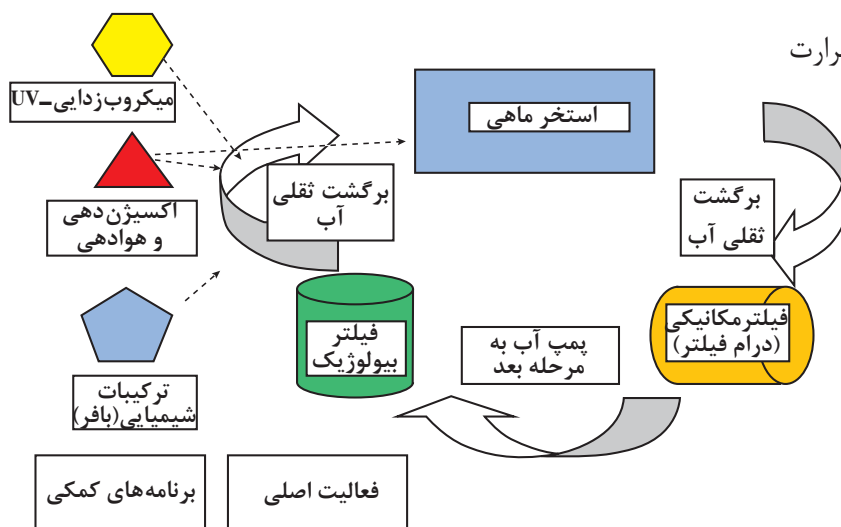 رارت
استخر ماهی
میکروب‌زدایی-UV
برگشت ثقلی
آب
برگشت
ثقلی آب
اکسیژن‌دهی
و هوادهی
فیلترمکانیکی
(درام فیلتر)
پمپ آب به
مرحله بعد
فیلتر
بیولوژیک
ترکیبات
شیمیایی(بافر)
فعالیت اصلی
برنامه‌های کمکی